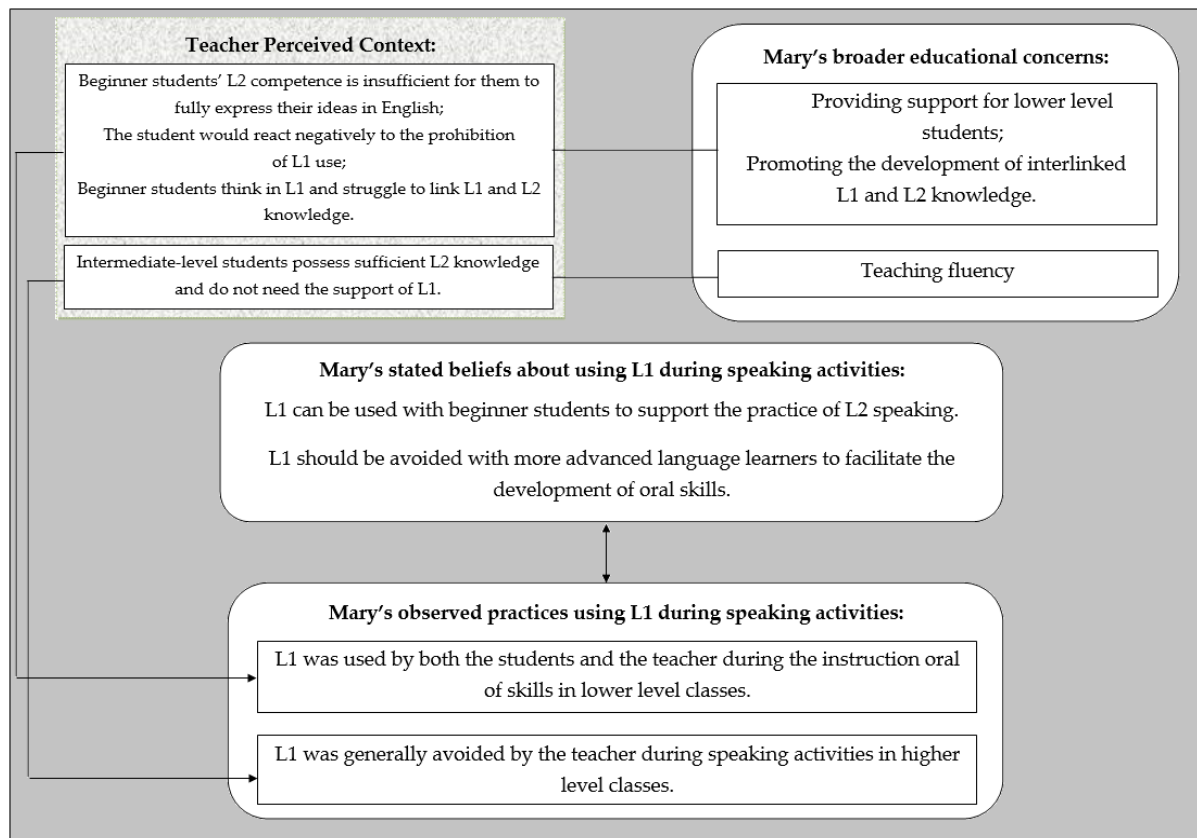 Teacher Perceived Context:
Beginner students’ L2 competence is insufficient for them to
fully express their ideas in English;
The student would react negatively to the prohibition
of L1 use;
Beginner students think in L1 and struggle to link L1 and L2
knowledge.
Intermediate-level students possess sufficient L2 knowledge
and do not need the support of L1.
Mary’s broader educational concerns:
Providing support for lower level
students;
Promoting the development of interlinked
L1 and L2 knowledge.
Teaching fluency
Mary’s stated beliefs about using L1 during speaking activities:
L1 can be used with beginner students to support the practice of L2 speaking.
L1 should be avoided with more advanced language learners to facilitate the
development of oral skills.
Mary’s observed practices using L1 during speaking activities:
L1 was used by both the students and the teacher during the instruction oral
of skills in lower level classes.
L1 was generally avoided by the teacher during speaking activities in higher
level classes.